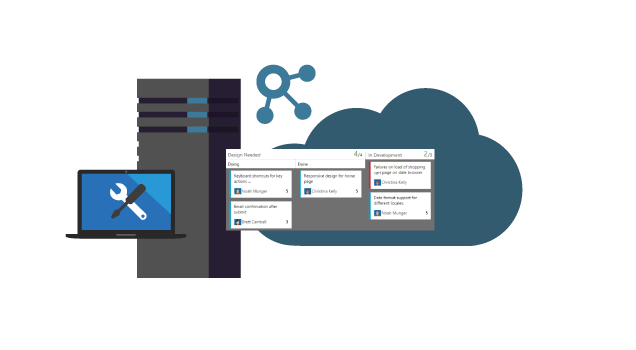 Design Needed 4/4
In Development 2/3
Doing
Done
Keyboard shortcuts for key
actions ...
Noah Munger 5
Email confirmation after
submit
Brett Cantrell 3
Responsive design for home
page
Christina Kelly 5
Failures on load of shopping
cart page on date browser
Christina Kelly
Date format support for
different locales
Noah Munger 5